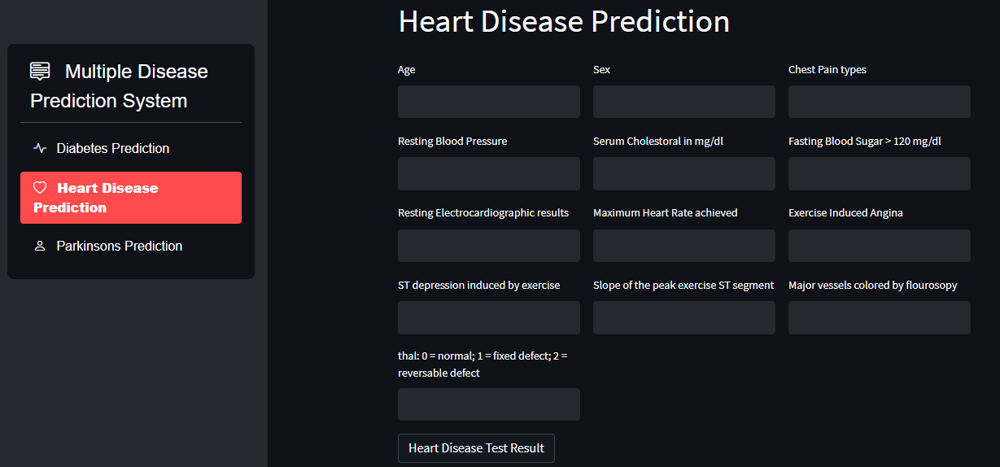 Multiple Disease
Prediction System
Diabetes Prediction
Heart Disease
Prediction
Parkinsons Prediction
Heart Disease Prediction
Age
Sex
Chest Pain types
Resting Blood Pressure
Serum Cholestoral in mg/dl
Fasting Blood Sugar > 120 mg/dl
Resting Electrocardiographic results
Maximum Heart Rate achieved
Exercise Induced Angina
ST depression induced by exercise
Slope of the peak exercise ST segment
Major vessels colored by flourosopy
thal: 0 = normal; 1 = fixed defect; 2 =
reversable defect
Heart Disease Test Result